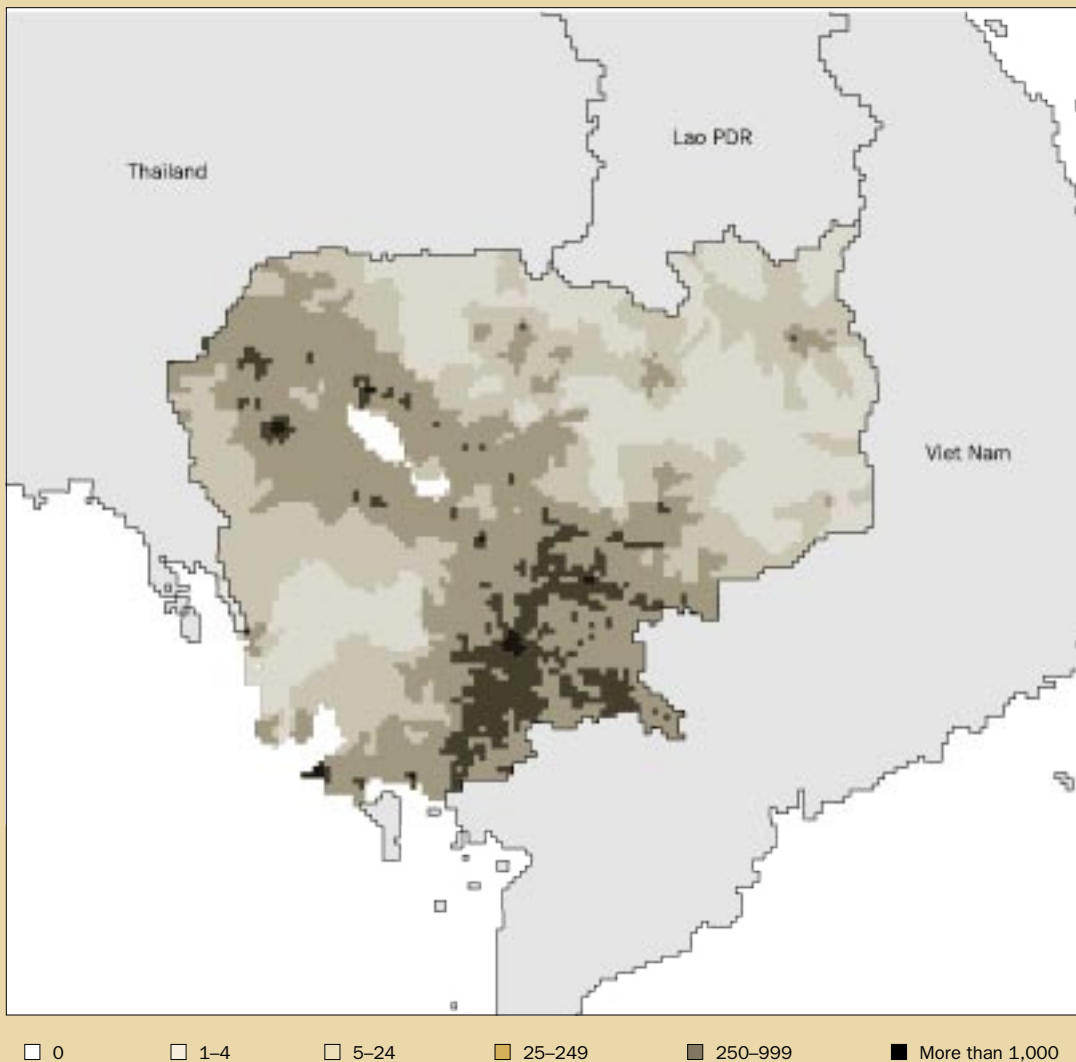 Lao PDR
Thailand
Viet Nam
0 1–4 5–24 25–249 250–999 More than 1,000